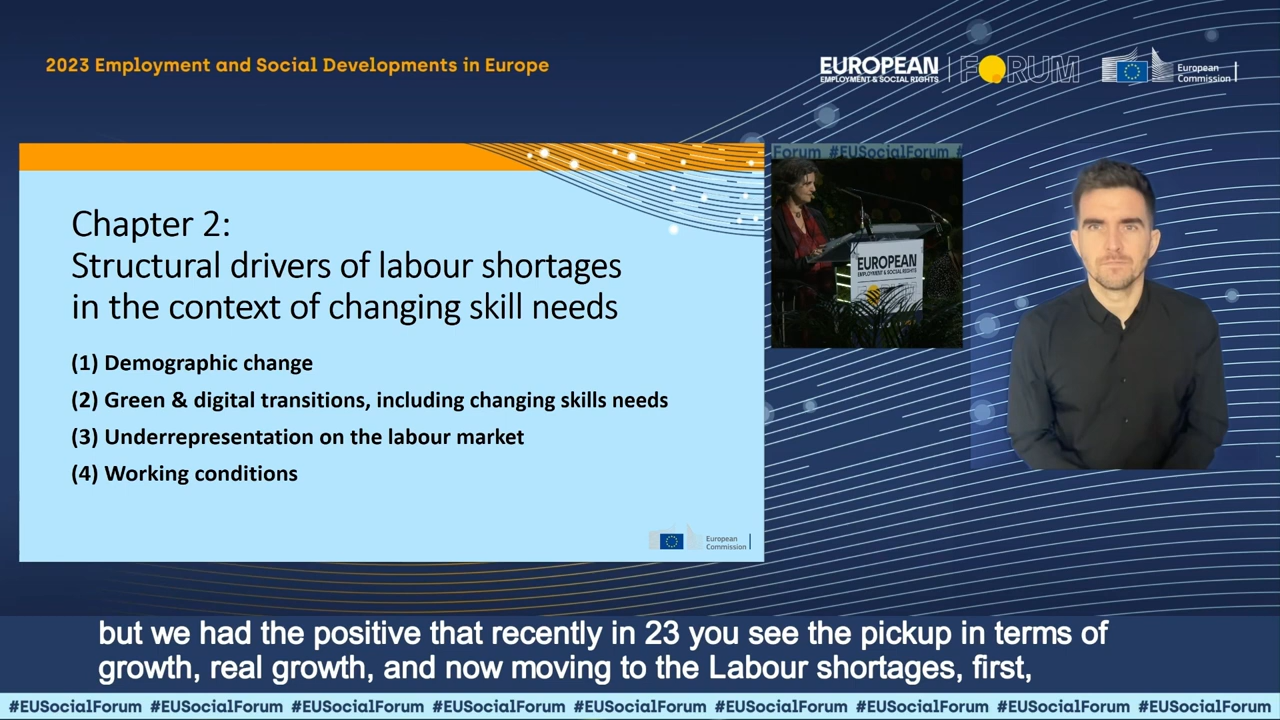 2023 Employment and Social Developments in Europe
EUROPEAN
EMPLOYMENT & SOCIAL RIGHTS
FORUM
European
Commission
Forum #EUSocialForum #
Chapter 2:
Structural drivers of labour shortages
in the context of changing skill needs
(1) Demographic change
(2) Green & digital transitions, including changing skills needs
(3) Underrepresentation on the labour market
(4) Working conditions
European
Commission
EUROPEAN
EMPLOYMENT & SOCIAL RIGHTS
but we had the positive that recently in 23 you see the pickup in terms of
growth, real growth, and now moving to the Labour shortages, first,
#EUSocialForum #EUSocialForum #EUSocialForum #EUSocialForum #EUSocialForum #EUSocialForum #EUSocialForum #EUSocialForum #EUSocialForum